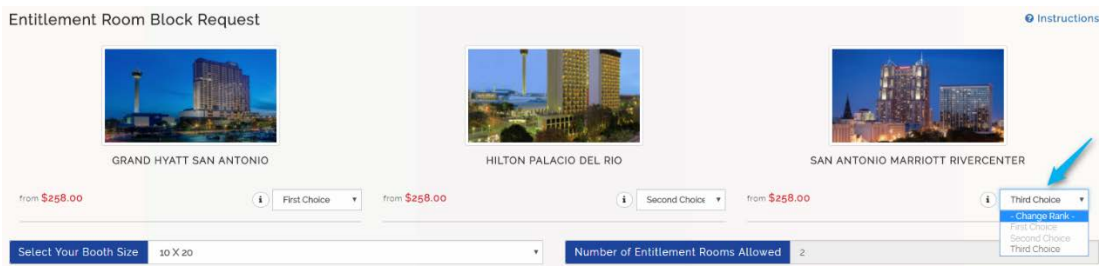 Entitlement Room Block Request
Instructions
GRAND HYATT SAN ANTONIO
HILTON PALACIO DEL RIO
SAN ANTONIO MARRIOTT RIVERCENTER
from $258.00
i
First Choice
from $258.00
i
Second Choice
from $258.00
i
Third Choice
- Change Rank -
First Choice
Second Choice
Third Choice
Select Your Booth Size
10 X 20
Number of Entitlement Rooms Allowed
2